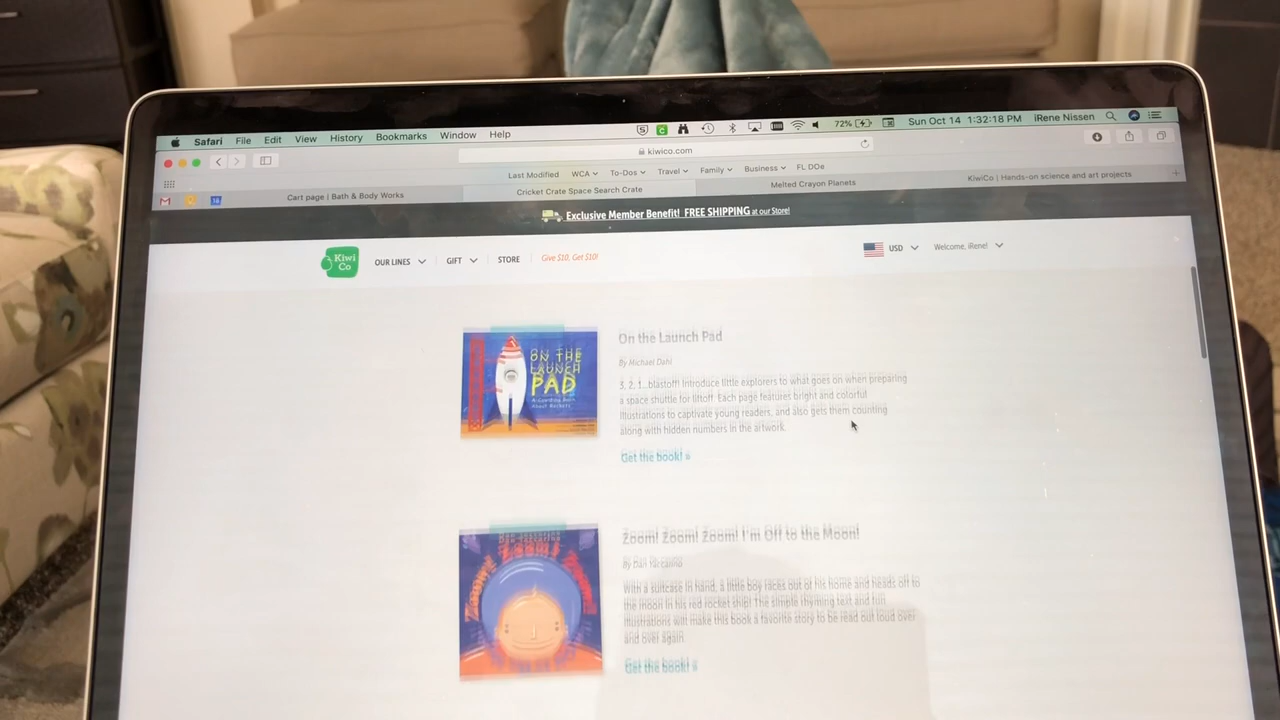 Safari File Edit View History Bookmarks Window Help 72% Sun Oct 14 1:32:18 PM iRene Nissen
kiwico.com
Last Modified WCA To-Dos Travel Family Business FL DOe
Cart page | Bath & Body Works Cricket Crate Space Search Crate Melted Crayon Planets KiwiCo | Hands-on science and art projects
Exclusive Member Benefit! FREE SHIPPING at our Store!
Kiwi
Co
OUR LINES GIFT STORE Give $10, Get $10! USD Welcome, iRene!
ON THE
LAUNCH
PAD
A Counting Book
About Rockets
On the Launch Pad
By Michael Dahl
3, 2, 1...blastoff! Introduce little explorers to what goes on when preparing
a space shuttle for liftoff. Each page features bright and colorful
illustrations to captivate young readers, and also gets them counting
along with hidden numbers in the artwork.
Get the book! »
Zoom! Zoom! Zoom! I'm Off to the Moon!
By Dan Yaccarino
With a suitcase in hand, a little boy races out of his home and heads off to
the moon in his red rocket ship! The simple rhyming text and fun
illustrations will make this book a favorite story to be read out loud over
and over again.
Get the book! »